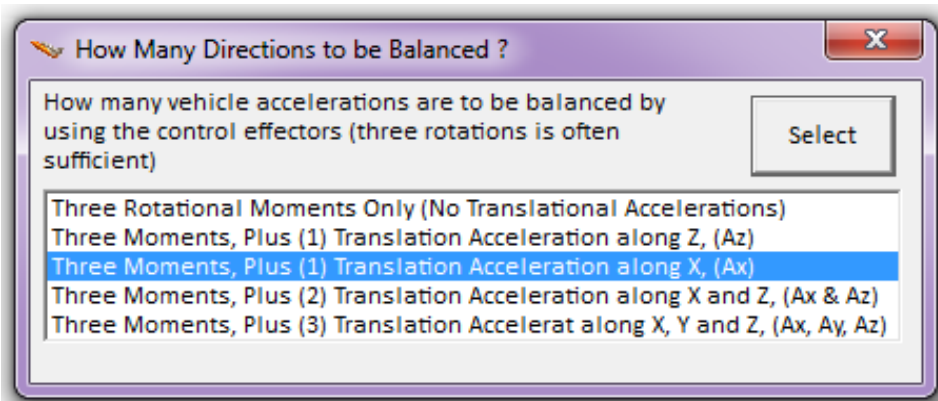 How Many Directions to be Balanced ?
How many vehicle accelerations are to be balanced by
using the control effectors (three rotations is often
sufficient)
Select
Three Rotational Moments Only (No Translational Accelerations)
Three Moments, Plus (1) Translation Acceleration along Z, (Az)
Three Moments, Plus (1) Translation Acceleration along X, (Ax)
Three Moments, Plus (2) Translation Acceleration along X and Z, (Ax & Az)
Three Moments, Plus (3) Translation Accelerat along X, Y and Z, (Ax, Ay, Az)